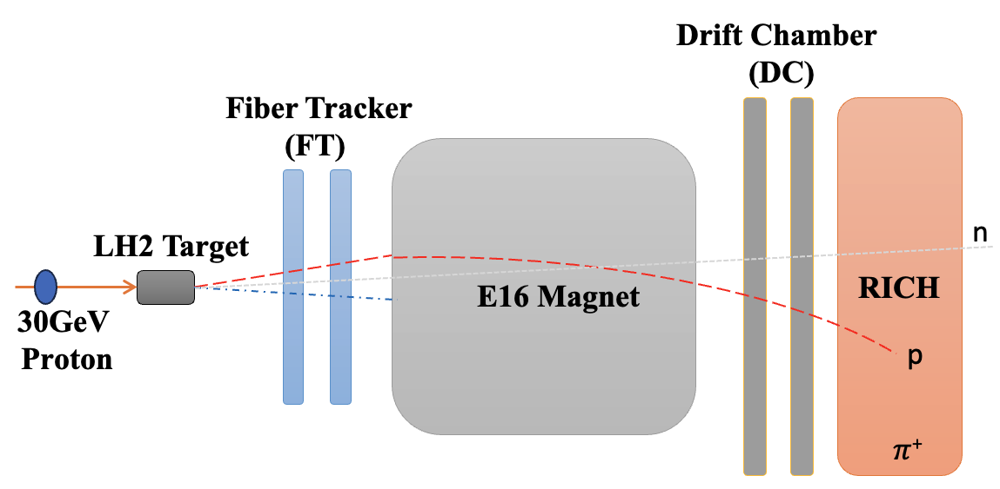 Drift Chamber
(DC)
Fiber Tracker
(FT)
LH2 Target
30GeV
Proton
E16 Magnet
RICH
n
p
π⁺